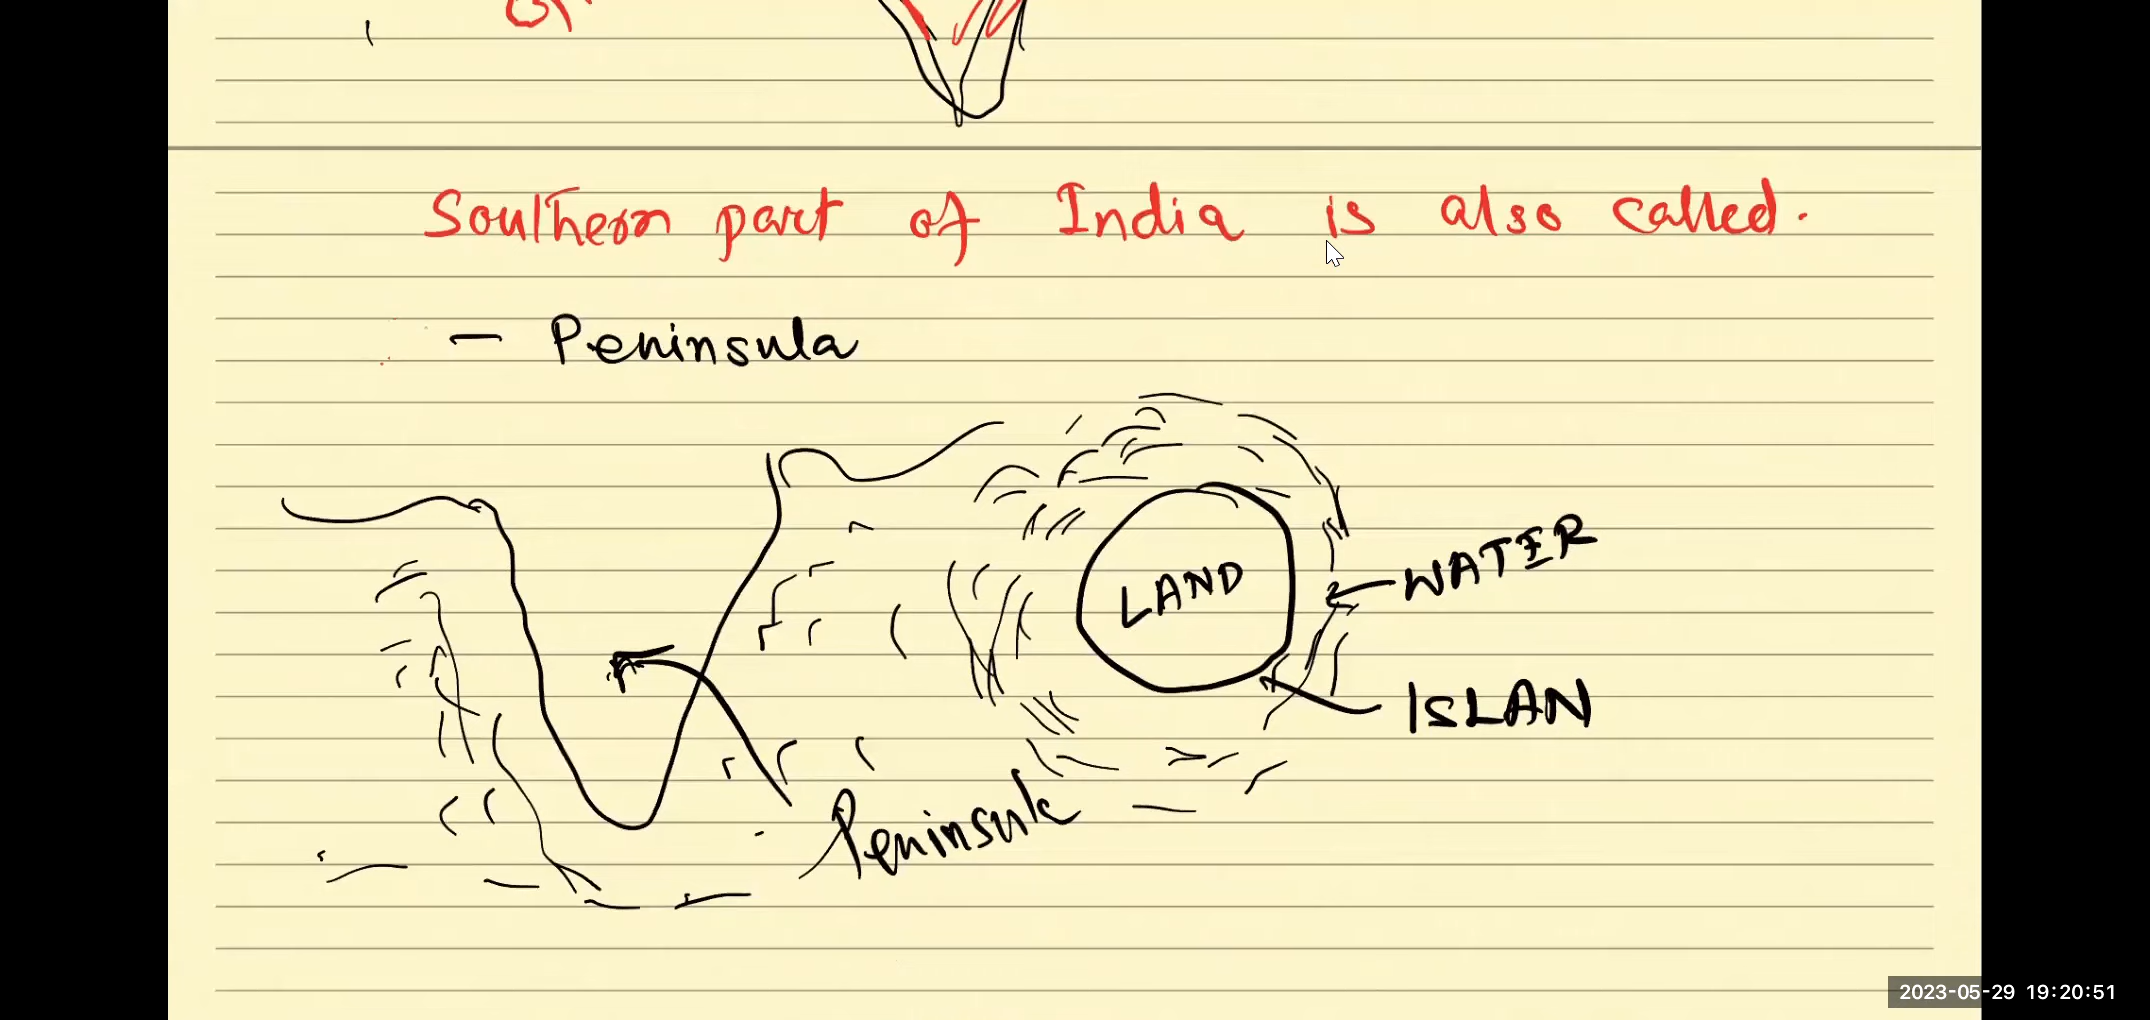 Southern part of India is also called.
— Peninsula
LAND
WATER
ISLAN
Peninsula
2023-05-29 19:20:51